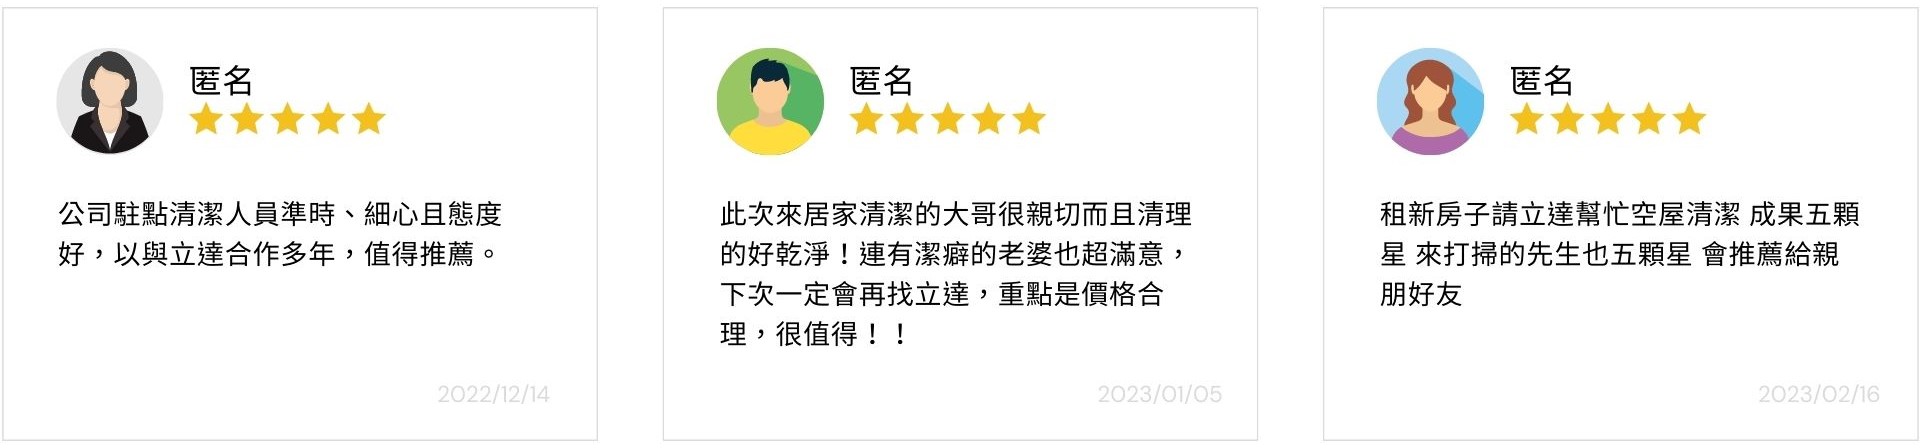 匿名
公司駐點清潔人員準時、細心且態度
好，以與立達合作多年，值得推薦。
2022/12/14
匿名
此次來居家清潔的大哥很親切而且清理
的好乾淨！連有潔癖的老婆也超滿意，
下次一定會再找立達，重點是價格合
理，很值得！！
2023/01/05
匿名
租新房子請立達幫忙空屋清潔 成果五顆
星 來打掃的先生也五顆星 會推薦給親
朋好友
2023/02/16